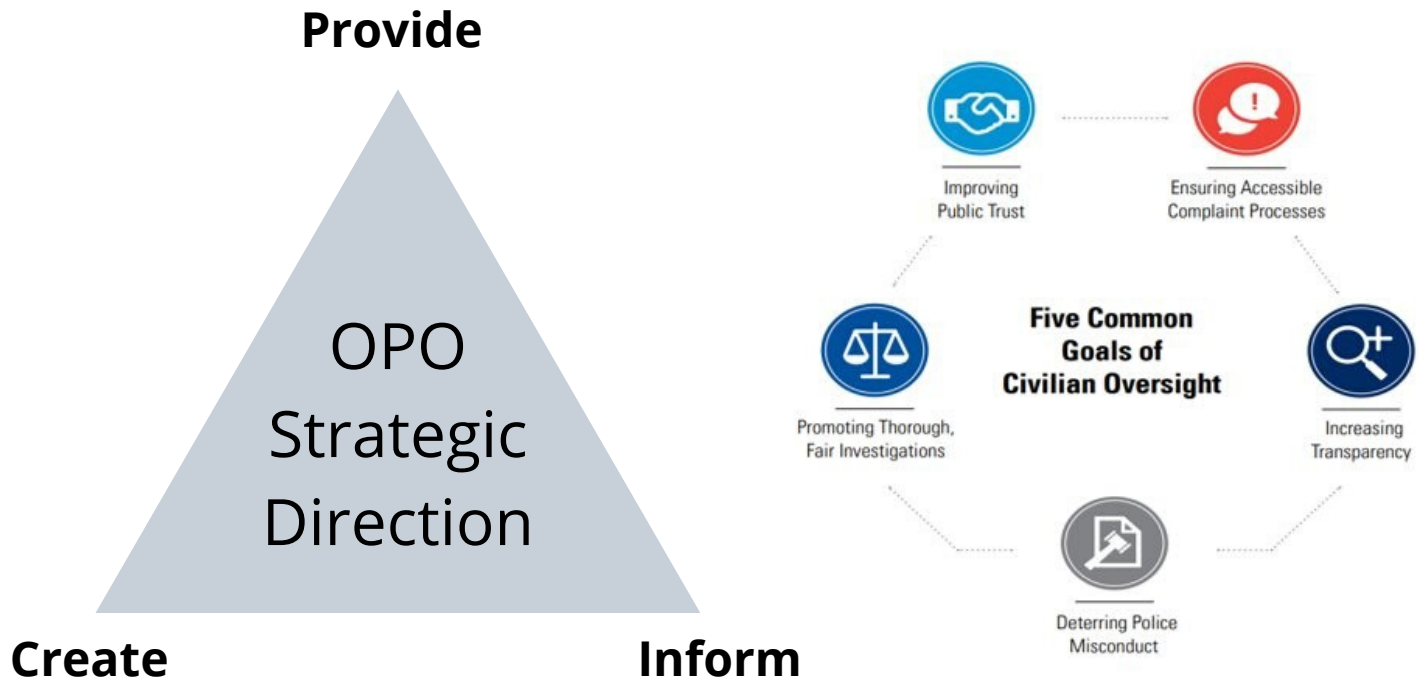 Provide
OPO
Strategic
Direction
Create
Inform
Improving
Public Trust
!
Ensuring Accessible
Complaint Processes
Five Common
Goals of
Civilian Oversight
Promoting Thorough,
Fair Investigations
Increasing
Transparency
Deterring Police
Misconduct